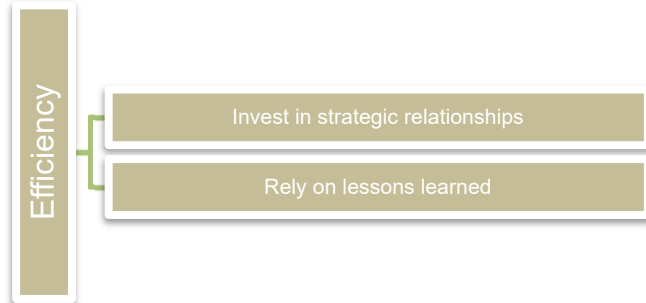 Efficiency
Invest in strategic relationships
Rely on lessons learned